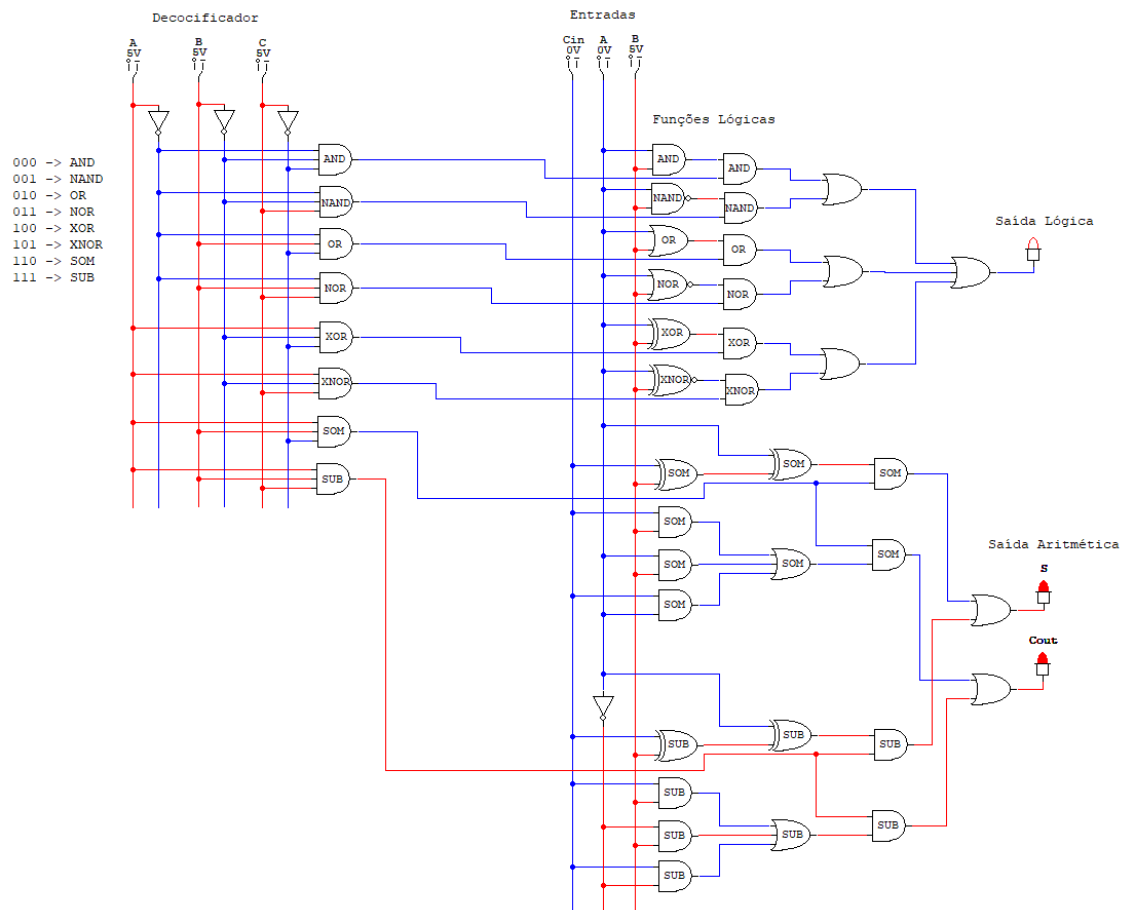 Decocificador
Entradas
A
B
C
Cin
A
B
5V
5V
5V
0V
0V
5V
Funções Lógicas
000 -> AND
001 -> NAND
010 -> OR
011 -> NOR
100 -> XOR
101 -> XNOR
110 -> SOM
111 -> SUB
AND
AND
AND
NAND
NAND
NAND
OR
OR
OR
NOR
NOR
NOR
XOR
XOR
XOR
XNOR
XNOR
XNOR
Saída Lógica
SOM
SUB
SOM
SOM
SOM
SOM
SOM
SOM
SOM
SOM
Saída Aritmética
S
Cout
SUB
SUB
SUB
SUB
SUB
SUB
SUB
SUB